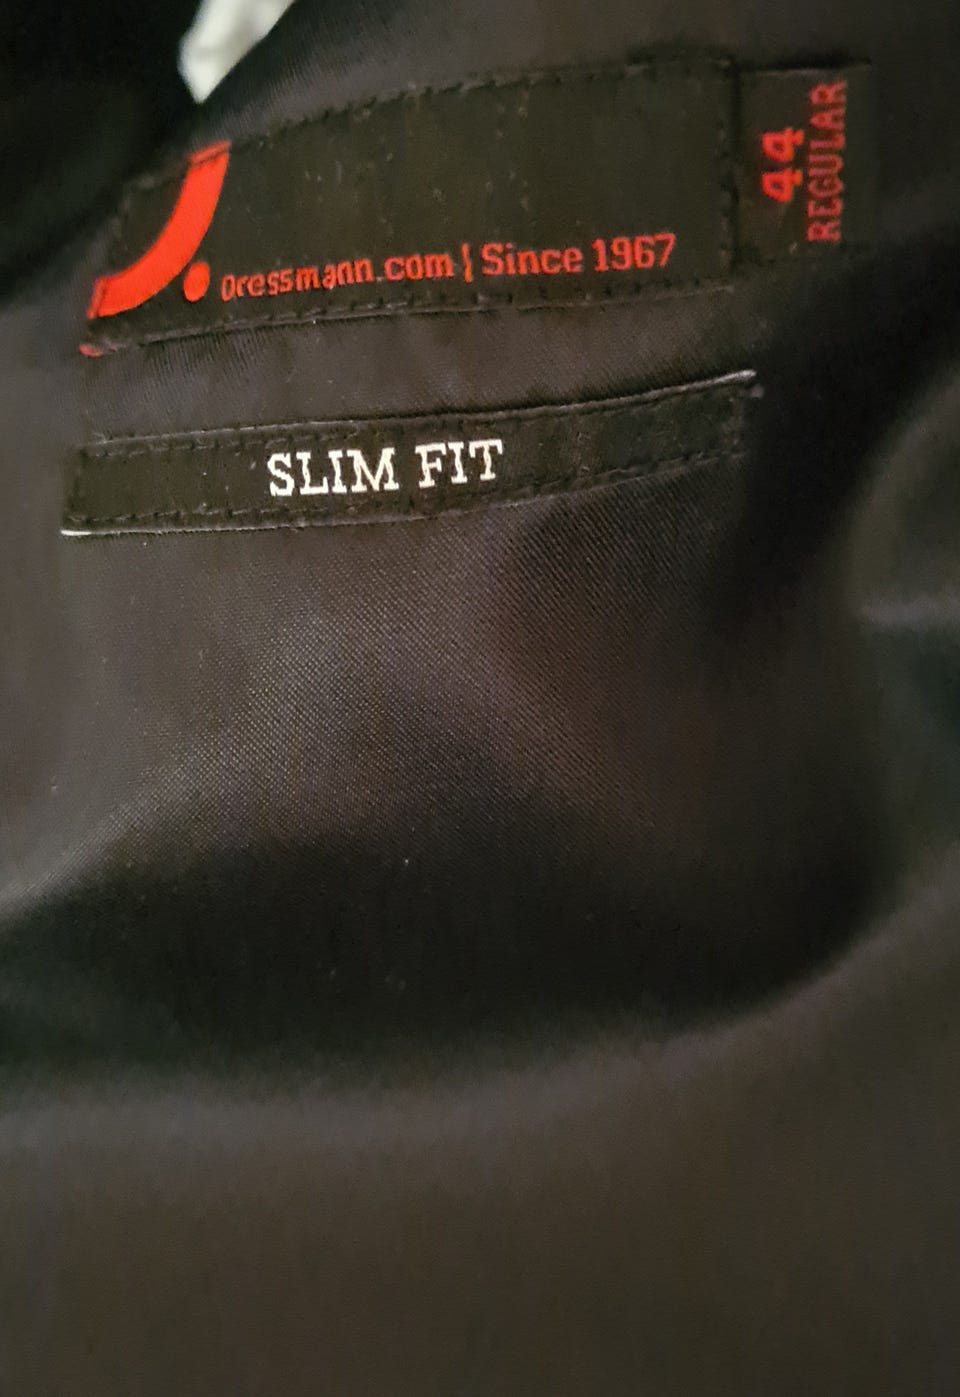 Dressmann.com | Since 1967
44
REGULAR
SLIM FIT